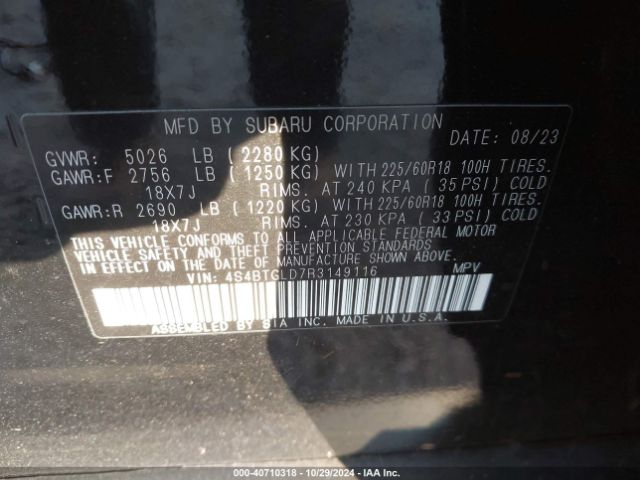 MFD BY SUBARU CORPORATION DATE: 08/23
GVWR: 5026 LB (2280 KG)
GAWR:F 2756 LB (1250 KG) WITH 225/60R18 100H TIRES.
18X7J RIMS. AT 240 KPA (35 PSI) COLD
GAWR:R 2690 LB (1220 KG) WITH 225/60R18 100H TIRES.
18X7J RIMS. AT 230 KPA (33 PSI) COLD
THIS VEHICLE CONFORMS TO ALL APPLICABLE FEDERAL MOTOR
VEHICLE SAFETY AND THEFT PREVENTION STANDARDS IN EFFECT
ON THE DATE OF MANUFACTURE SHOWN ABOVE.
VIN: 4S4BTGLD7R3149116 MPV
ASSEMBLED BY SIA INC. MADE IN U.S.A.
000-40710318 | 10/29/2024 | IAA Inc.